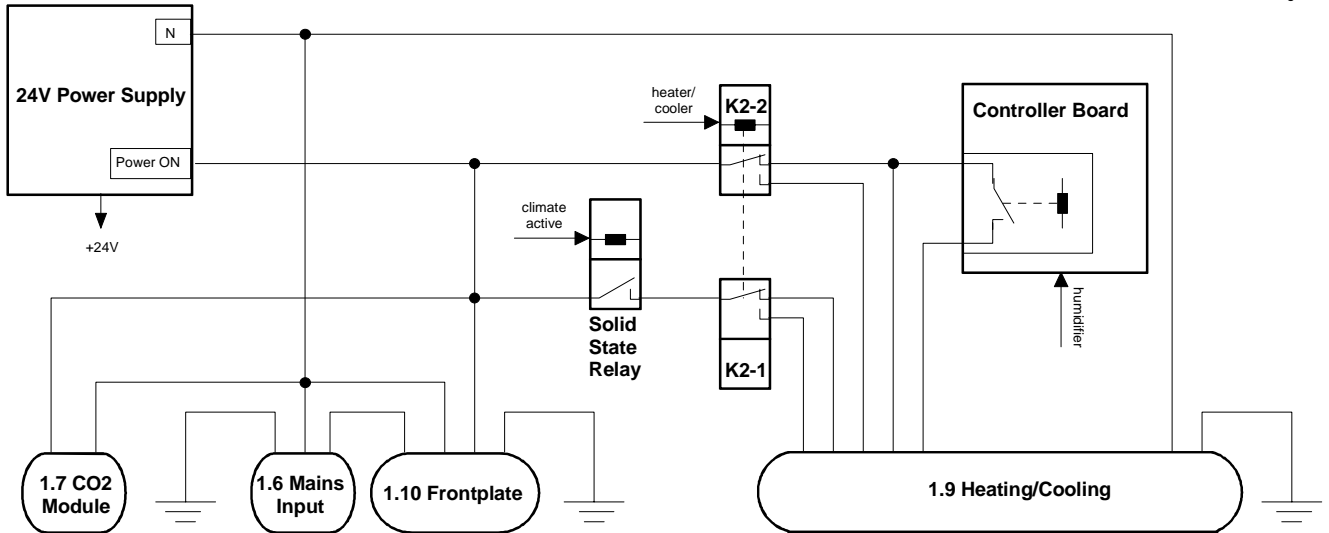 N
24V Power Supply
Power ON
+24V
heater/
cooler
K2-2
Controller Board
climate
active
humidifier
Solid
State
Relay
K2-1
1.7 CO2
Module
1.6 Mains
Input
1.10 Frontplate
1.9 Heating/Cooling